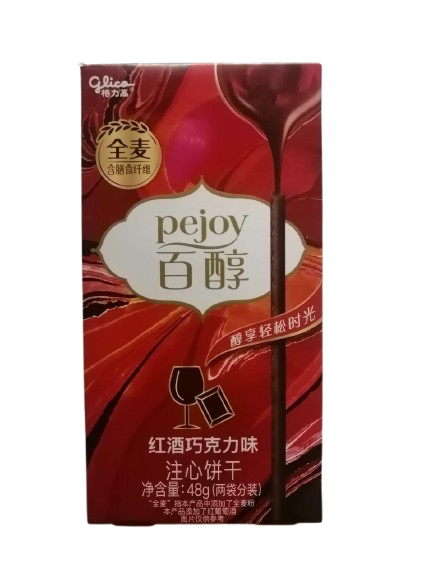 glico
格力高
全麦
含膳食纤维
pejoy
百醇
醇享轻松时光
红酒巧克力味
注心饼干
净含量:48g(两袋分装)
“全麦”指本产品中添加了全麦粉
本产品添加了红葡萄酒
图片仅供参考